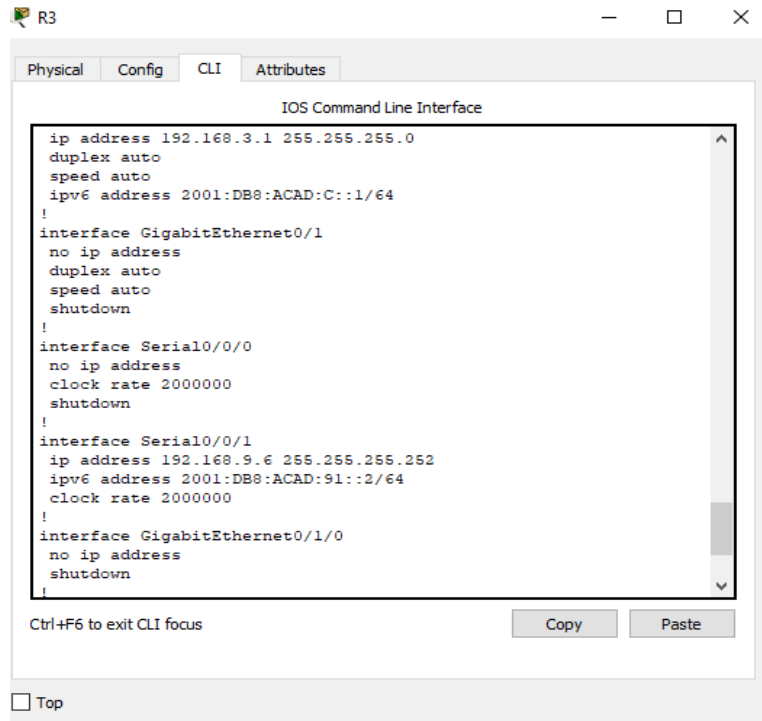 R3
Physical Config CLI Attributes
IOS Command Line Interface
ip address 192.168.3.1 255.255.255.0
duplex auto
speed auto
ipv6 address 2001:DB8:ACAD:C::1/64
!
interface GigabitEthernet0/1
no ip address
duplex auto
speed auto
shutdown
!
interface Serial0/0/0
no ip address
clock rate 2000000
shutdown
!
interface Serial0/0/1
ip address 192.168.9.6 255.255.255.252
ipv6 address 2001:DB8:ACAD:91::2/64
clock rate 2000000
!
interface GigabitEthernet0/1/0
no ip address
shutdown
!
Ctrl+F6 to exit CLI focus
Copy Paste
Top